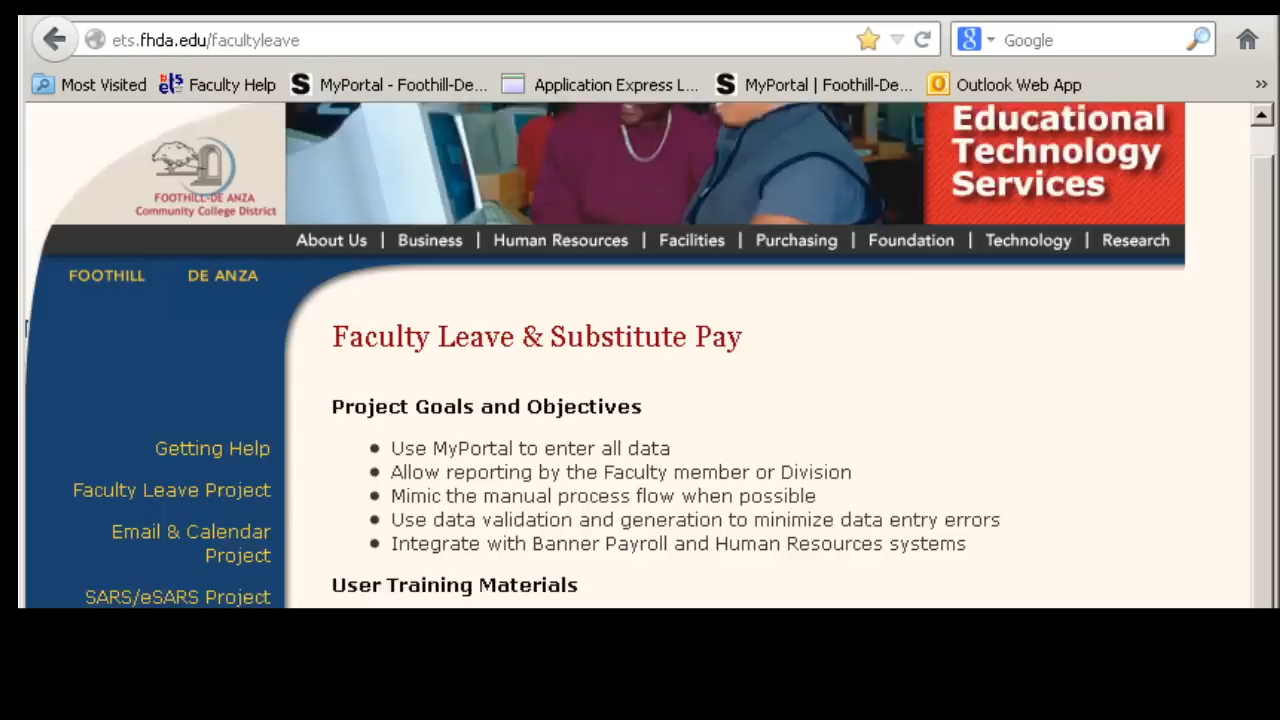 ets.fhda.edu/factyleave
Google
Most Visited
Faculty Help
MyPortal - Foothill-De...
Application Express L...
MyPortal | Foothill-De...
Outlook Web App
»
Educational
Technology
Services
FOOTHILL-DE ANZA
Community College District
About Us | Business | Human Resources | Facilities | Purchasing | Foundation | Technology | Research
FOOTHILL DE ANZA
Faculty Leave & Substitute Pay
Project Goals and Objectives
• Use MyPortal to enter all data
• Allow reporting by the Faculty member or Division
• Mimic the manual process flow when possible
• Use data validation and generation to minimize data entry errors
• Integrate with Banner Payroll and Human Resources systems
User Training Materials
Getting Help
Faculty Leave Project
Email & Calendar
Project
SARS/eSARS Project